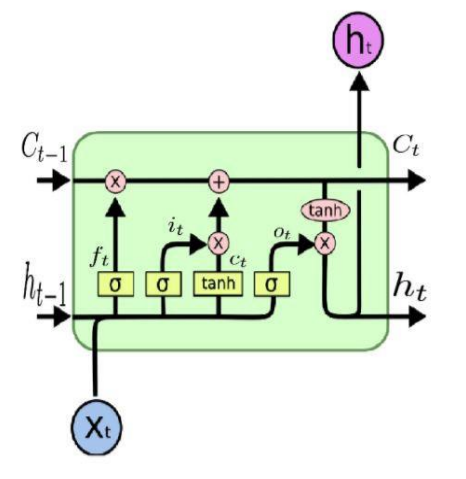 hₜ
Cₜ₋₁
Cₜ
x
+
tanh
iₜ
x
oₜ
x
fₜ
cₜ
hₜ₋₁
σ
σ
tanh
σ
hₜ
Xₜ